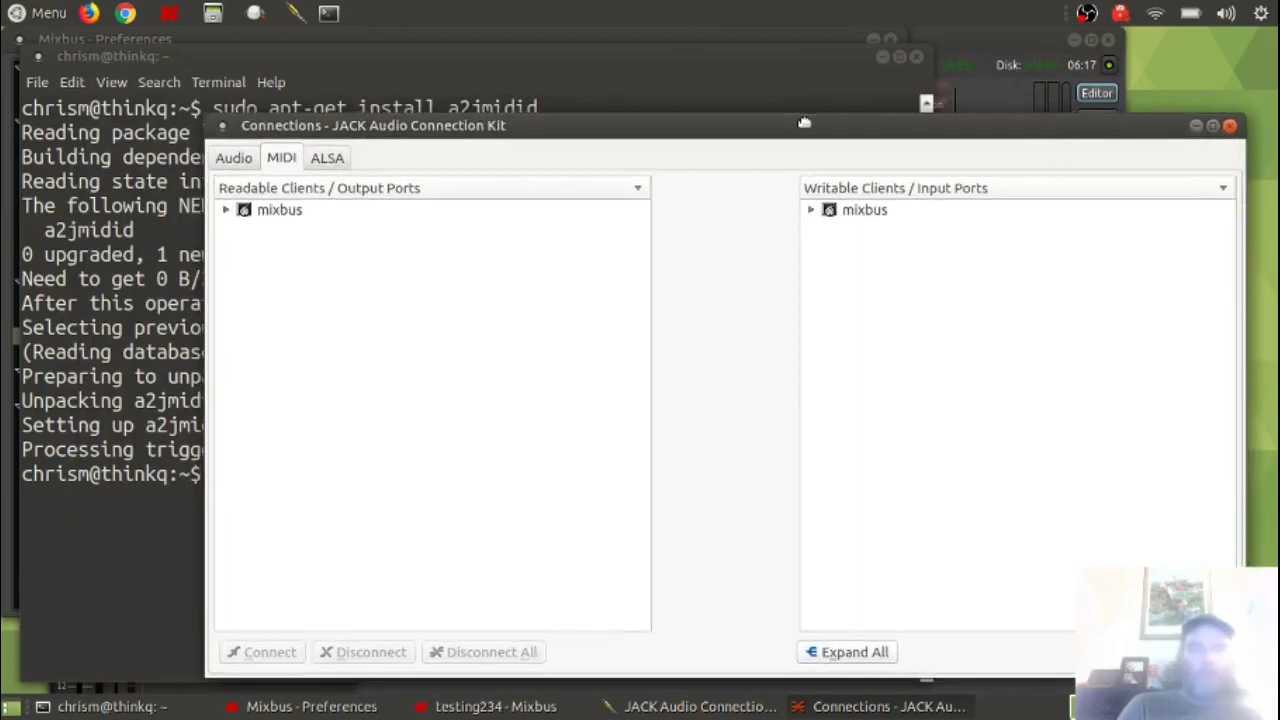 Menu
Mixbus - Preferences
chrism@thinkq: ~
Disk:
06:17
File Edit View Search Terminal Help
Editor
chrism@thinkq:~$ sudo apt-get install a2jmidid
Connections - JACK Audio Connection Kit
Reading package
Audio MIDI ALSA
Building depende
Reading state in
Readable Clients / Output Ports
Writable Clients / Input Ports
The following NE
mixbus
mixbus
a2jmidid
0 upgraded, 1 ne
Need to get 0 B/
After this opera
Selecting previo
(Reading databas
Preparing to unp
Unpacking a2jmid
Setting up a2jmi
Processing trigg
chrism@thinkq:~$
Connect Disconnect Disconnect All
Expand All
12
chrism@thinkq: ~
Mixbus - Preferences
testing234 - Mixbus
JACK Audio Connectio...
Connections - JACK Au...